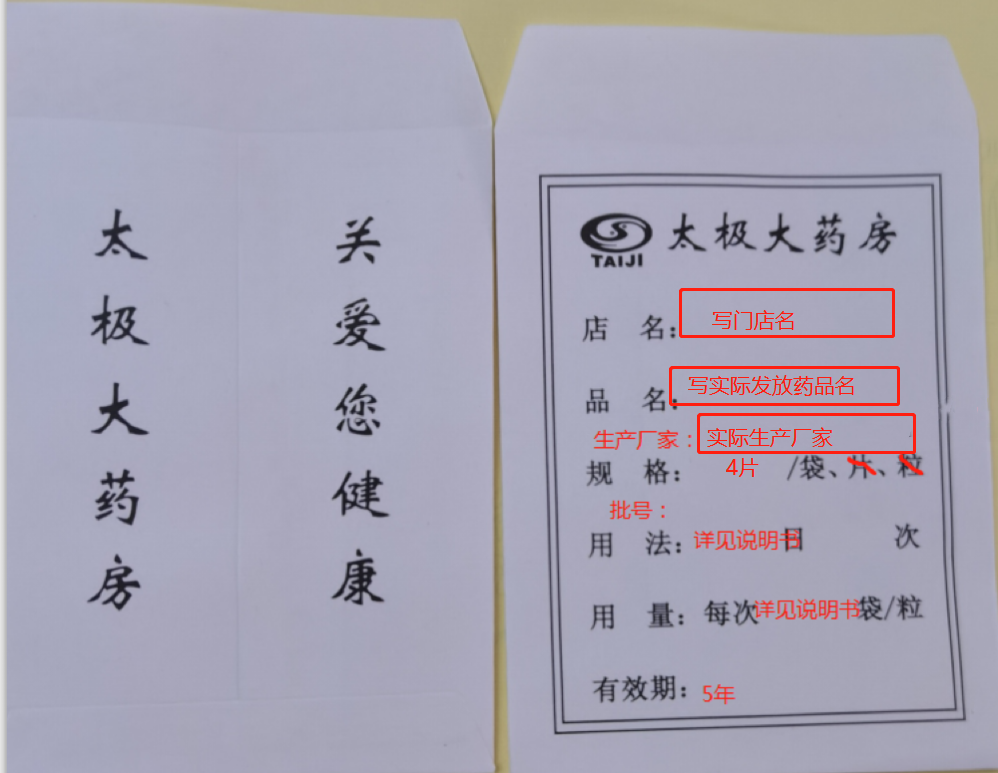 太极大药房
关爱您健康
TAIJI
太极大药房
店 名：写门店名
品 名：写实际发放药品名
生产厂家：实际生产厂家
规 格：4片 /袋、片、粒
批号：
用 法：详见说明书日 次
用 量：每次详见说明书袋/粒
有效期：5年